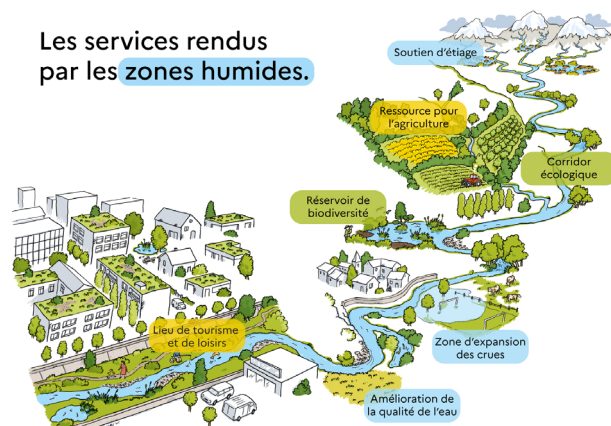 Les services rendus
par les zones humides.
Soutien d'étiage
Ressource pour
l'agriculture
Corridor
écologique
Réservoir de
biodiversité
Lieu de tourisme
et de loisirs
Zone d'expansion
des crues
Amélioration de
la qualité de l'eau